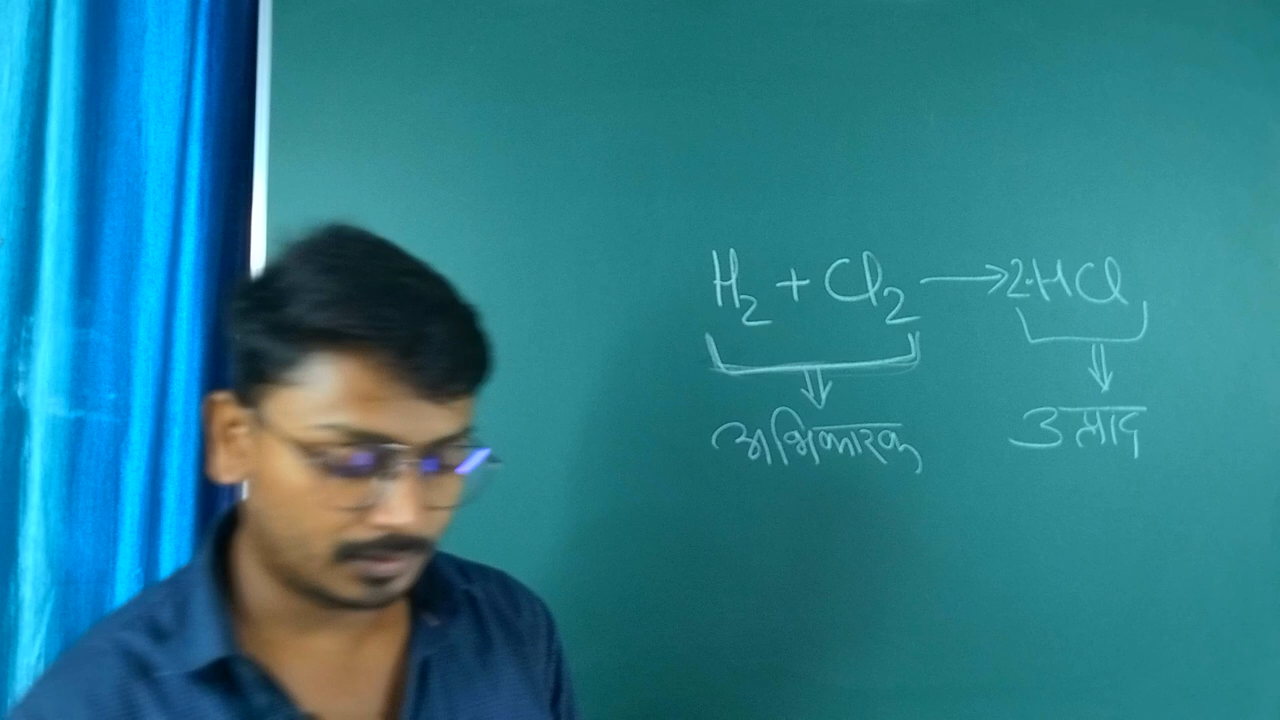 H₂ + Cl₂ → 2HCl
अभिकारक उत्पाद